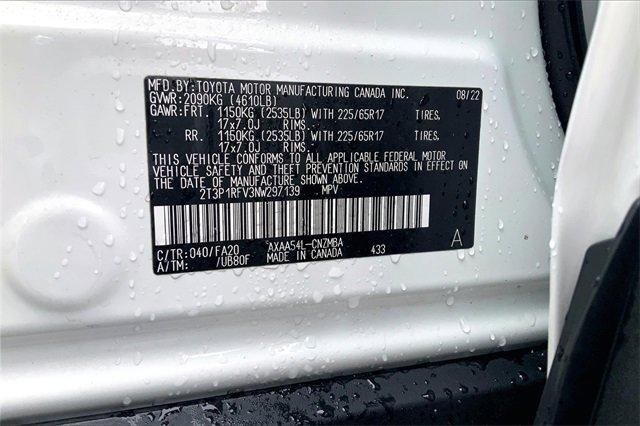 MFD.BY:TOYOTA MOTOR MANUFACTURING CANADA INC. 08/22
GVWR:2090KG (4610LB)
GAWR:FRT. 1150KG (2535LB) WITH 225/65R17 TIRES.
17x7.0J RIMS.
RR. 1150KG (2535LB) WITH 225/65R17 TIRES.
17x7.0J RIMS.
THIS VEHICLE CONFORMS TO ALL APPLICABLE FEDERAL MOTOR
VEHICLE SAFETY AND THEFT PREVENTION STANDARDS IN EFFECT
ON THE DATE OF MANUFACTURE SHOWN ABOVE.
2T3P1RFV3NW297139 MPV
C/TR:040/FA20 AXAA54L-CNZMBA 433 A
A/TM: /UB80F MADE IN CANADA